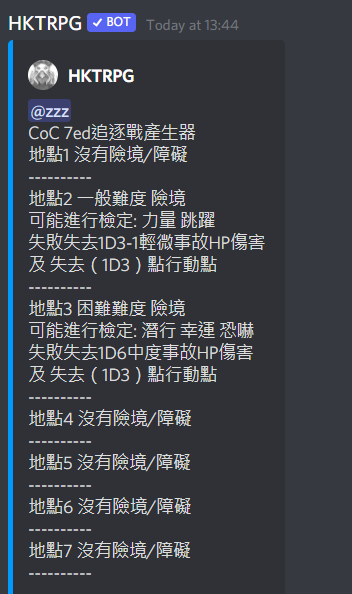 HKTRPG ✓ BOT Today at 13:44
HKTRPG
@zzz
CoC 7ed追逐戰產生器
地點1 沒有險境/障礙
----------
地點2 一般難度 險境
可能進行檢定: 力量 跳躍
失敗失去1D3-1輕微事故HP傷害
及 失去（1D3）點行動點
----------
地點3 困難難度 險境
可能進行檢定: 潛行 幸運 恐嚇
失敗失去1D6中度事故HP傷害
及 失去（1D3）點行動點
----------
地點4 沒有險境/障礙
----------
地點5 沒有險境/障礙
----------
地點6 沒有險境/障礙
----------
地點7 沒有險境/障礙
----------